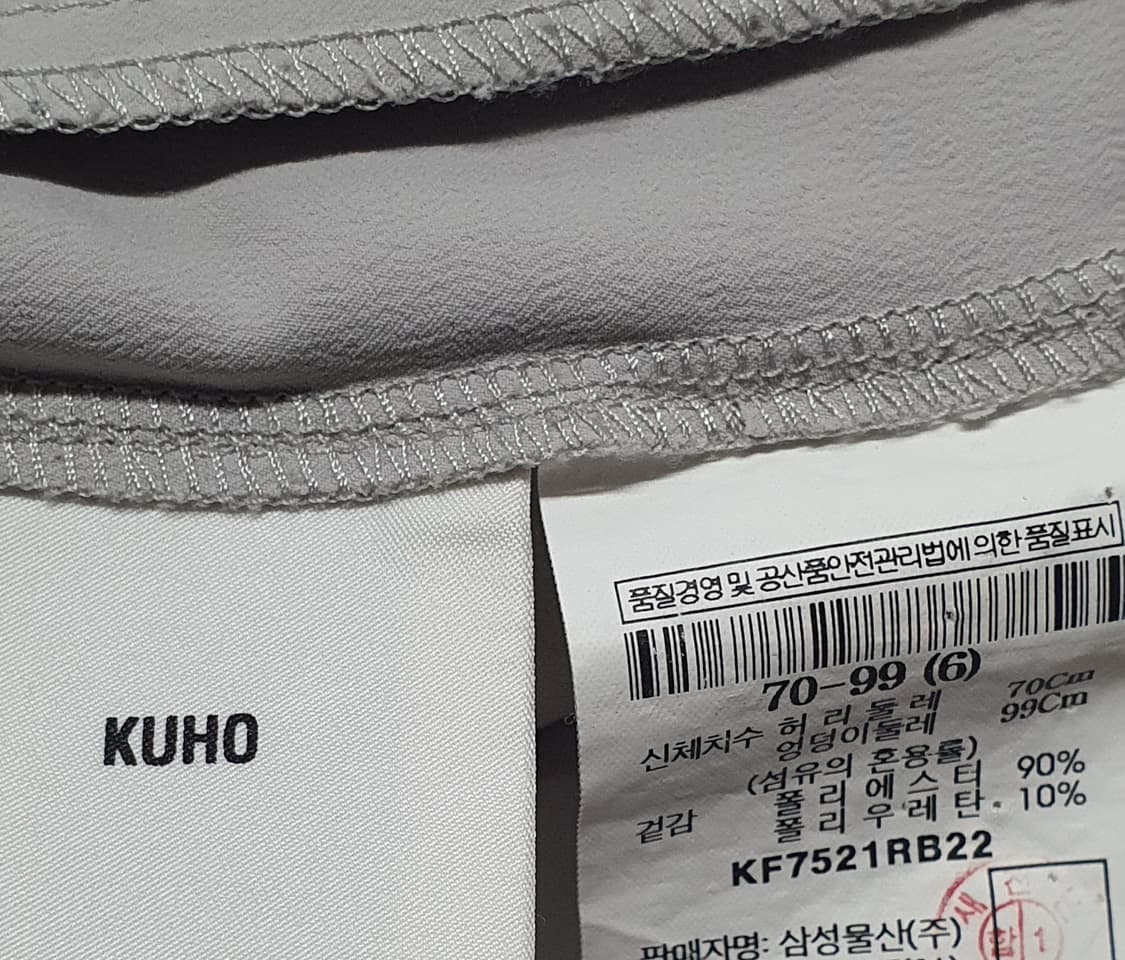 KUHO
품질경영 및 공산품안전관리법에 의한 품질표시
70-99 (6)
신체치수 허 리 둘 레 70Cm
엉덩이둘레 99Cm
(섬유의 혼용률)
겉감 폴 리 에 스 터 90%
폴 리 우 레 탄. 10%
KF7521RB22
판매자명: 삼성물산(주)
합 1